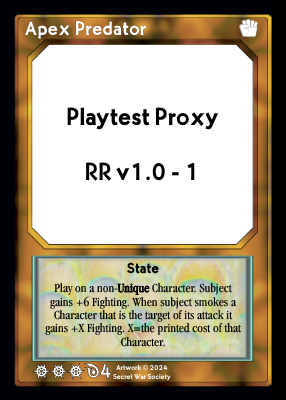 Apex Predator
Playtest Proxy
RR v1.0 - 1
State
Play on a non-Unique Character. Subject
gains +6 Fighting. When subject smokes a
Character that is the target of its attack it
gains +X Fighting. X=the printed cost of that
Character.
4
Artwork © 2024
Secret War Society